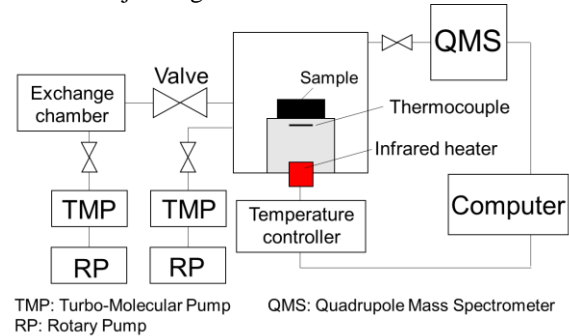 QMS
Valve
Sample
Exchange
chamber
Thermocouple
Infrared heater
TMP
TMP
Temperature
controller
Computer
RP
RP
TMP: Turbo-Molecular Pump
QMS: Quadrupole Mass Spectrometer
RP: Rotary Pump